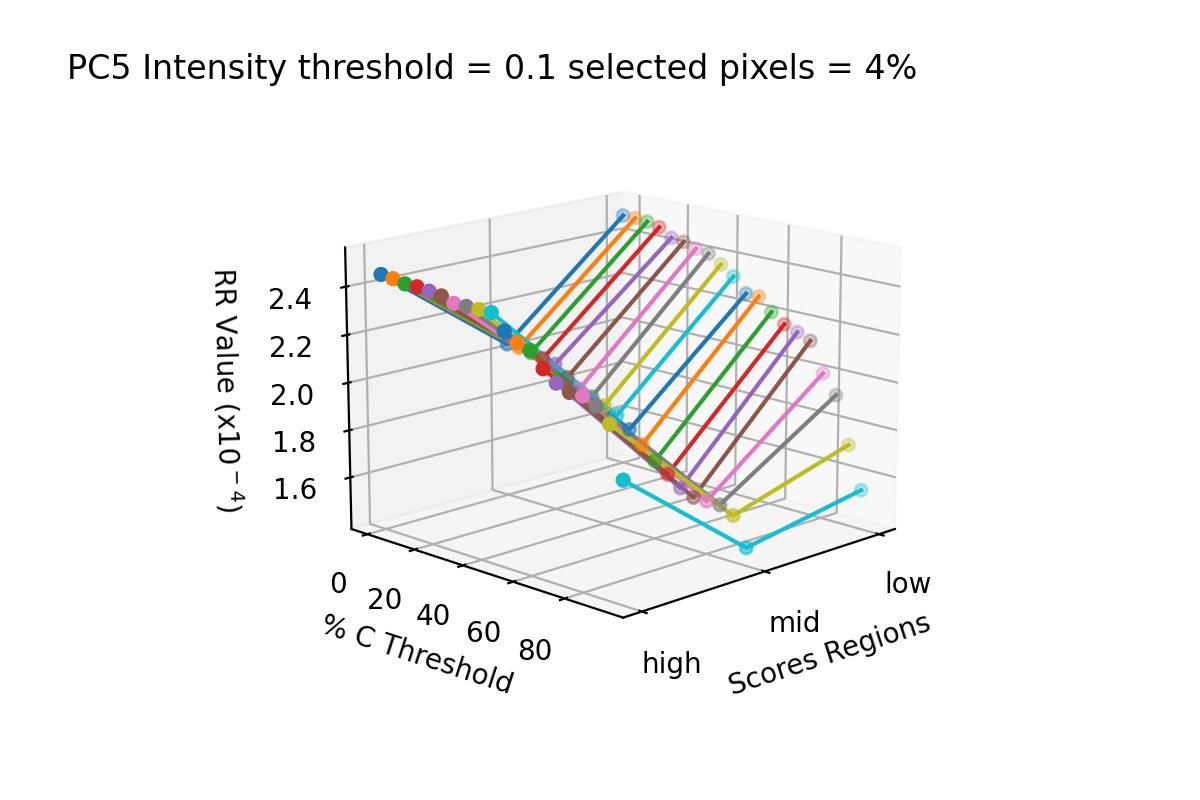 PC5 Intensity threshold = 0.1 selected pixels = 4%
RR Value (x10⁻⁴)
2.4
2.2
2.0
1.8
1.6
0
20
40
60
80
% C Threshold
high
mid
low
Scores Regions